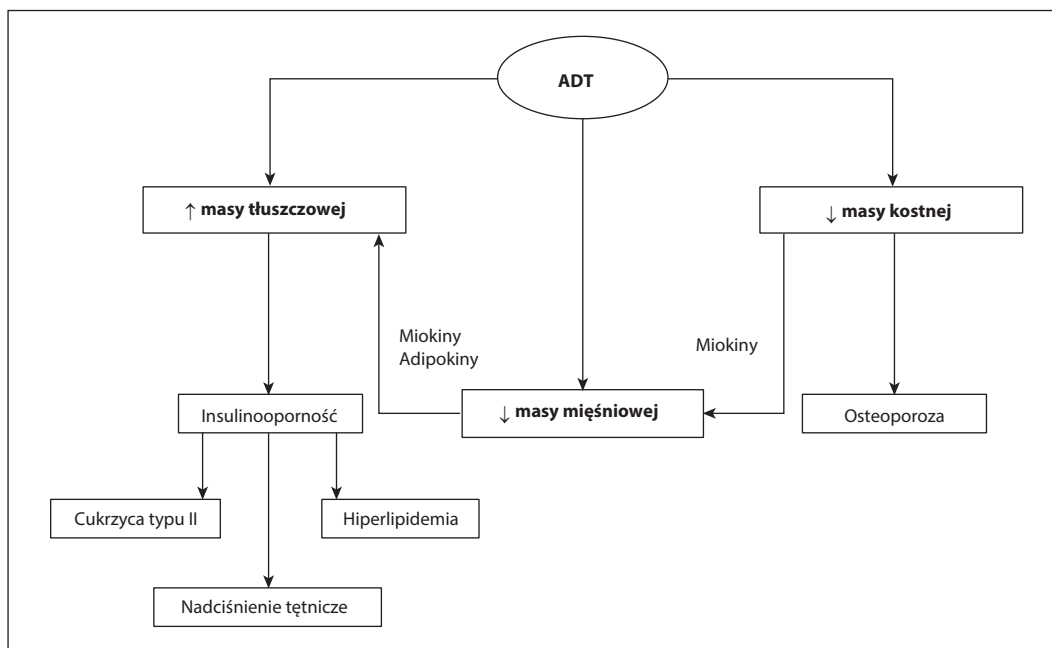 ADT
↑ masy tłuszczowej
↓ masy kostnej
Miokiny
Adipokiny
Miokiny
↓ masy mięśniowej
Insulinooporność
Osteoporoza
Cukrzyca typu II
Hiperlipidemia
Nadciśnienie tętnicze